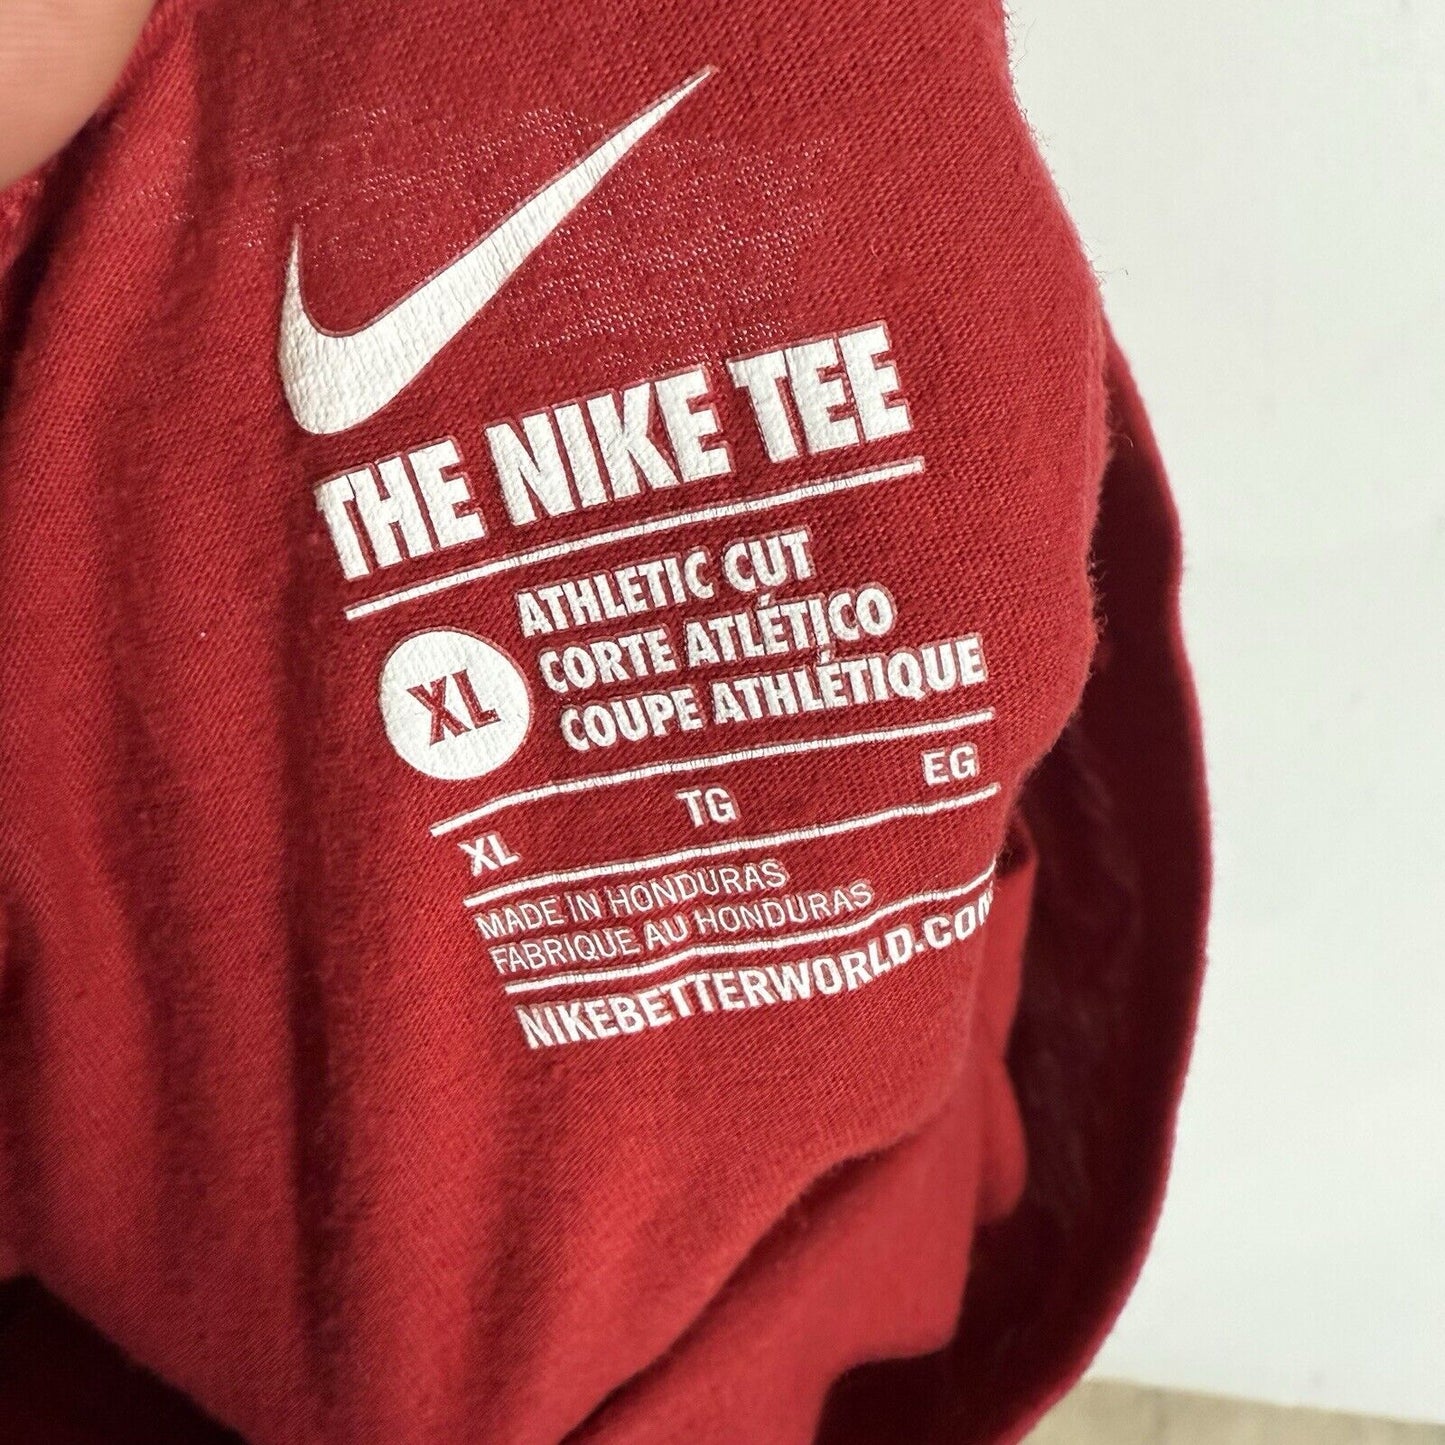 THE NIKE TEE
XL
ATHLETIC CUT
CORTE ATLÉTICO
COUPE ATHLÉTIQUE
XL TG EG
MADE IN HONDURAS
FABRIQUE AU HONDURAS
NIKEBETTERWORLD.COM